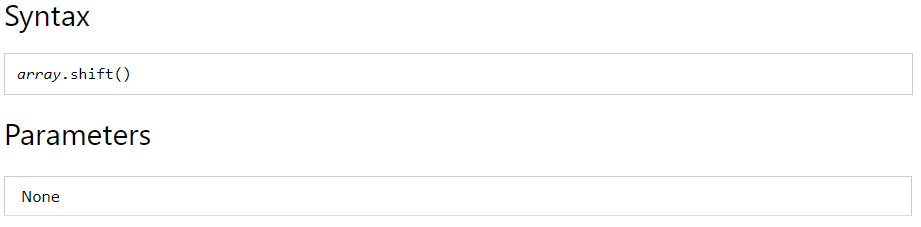 Syntax
array.shift()
Parameters
None